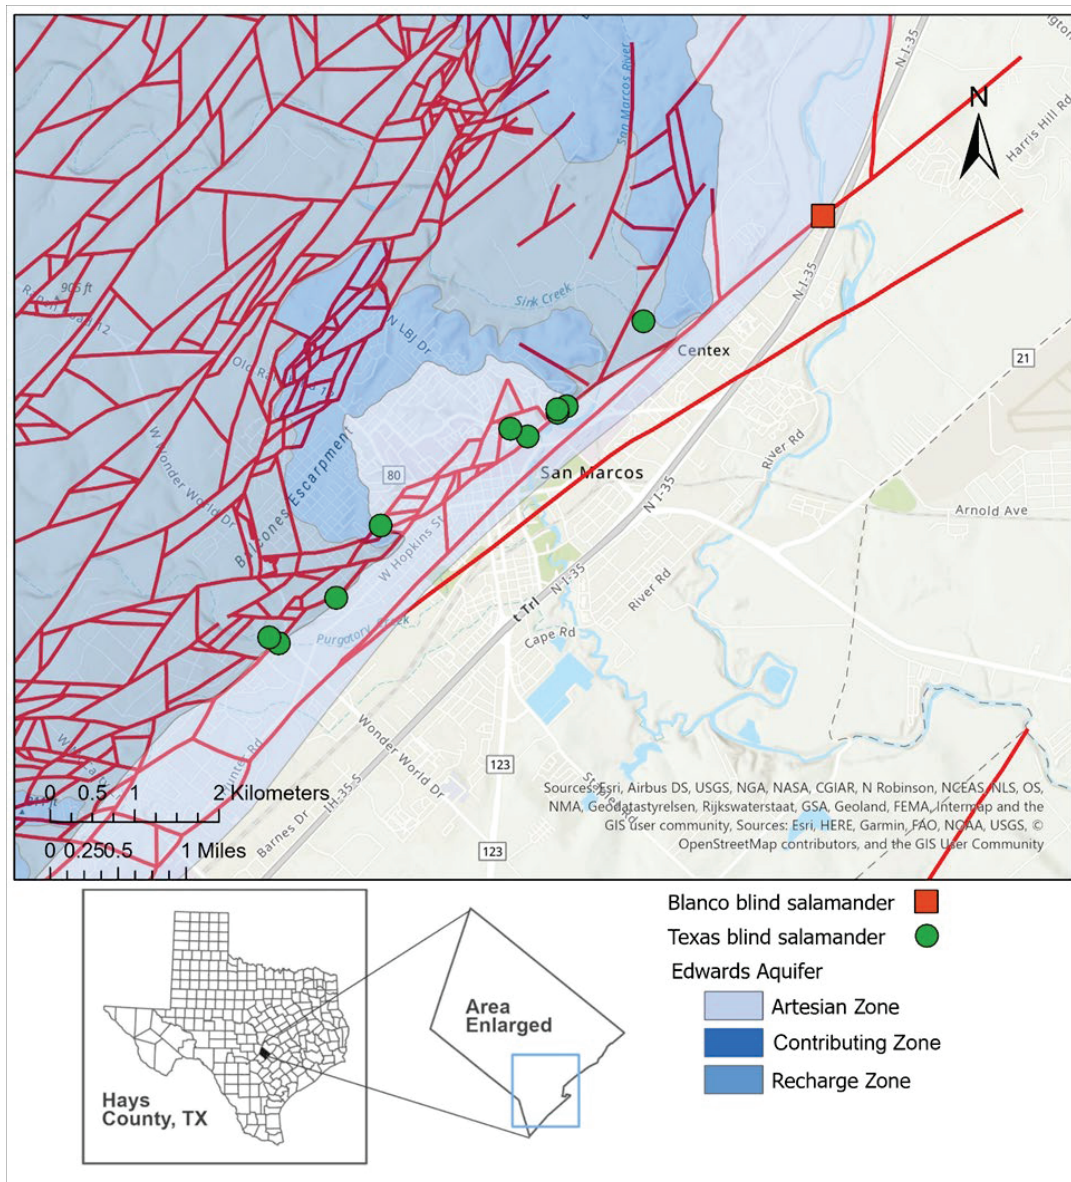 San Marcos River
N I-35
Harris Hill Rd
N
905 ft
Sink Creek
N LBJ Dr
N I-35
Centex
21
W Wonder World Dr
Balcones Escarpment
80
San Marcos
River Rd
N I-35
Arnold Ave
W Hopkins St
N I-35
River Rd
Purgatory Creek
t Trl
Cape Rd
Wonder World Dr
123
IH-35-S
Barnes Dr
123
0 0.5 1 2 Kilometers
0 0.25 0.5 1 Miles
Sources: Esri, Airbus DS, USGS, NGA, NASA, CGIAR, N Robinson, NCEAS, NLS, OS,
NMA, Geodatastyrelsen, Rijkswaterstaat, GSA, Geoland, FEMA, Intermap and the
GIS user community, Sources: Esri, HERE, Garmin, FAO, NOAA, USGS, ©
OpenStreetMap contributors, and the GIS User Community
Blanco blind salamander
Texas blind salamander
Edwards Aquifer
Artesian Zone
Contributing Zone
Recharge Zone
Area
Enlarged
Hays
County, TX